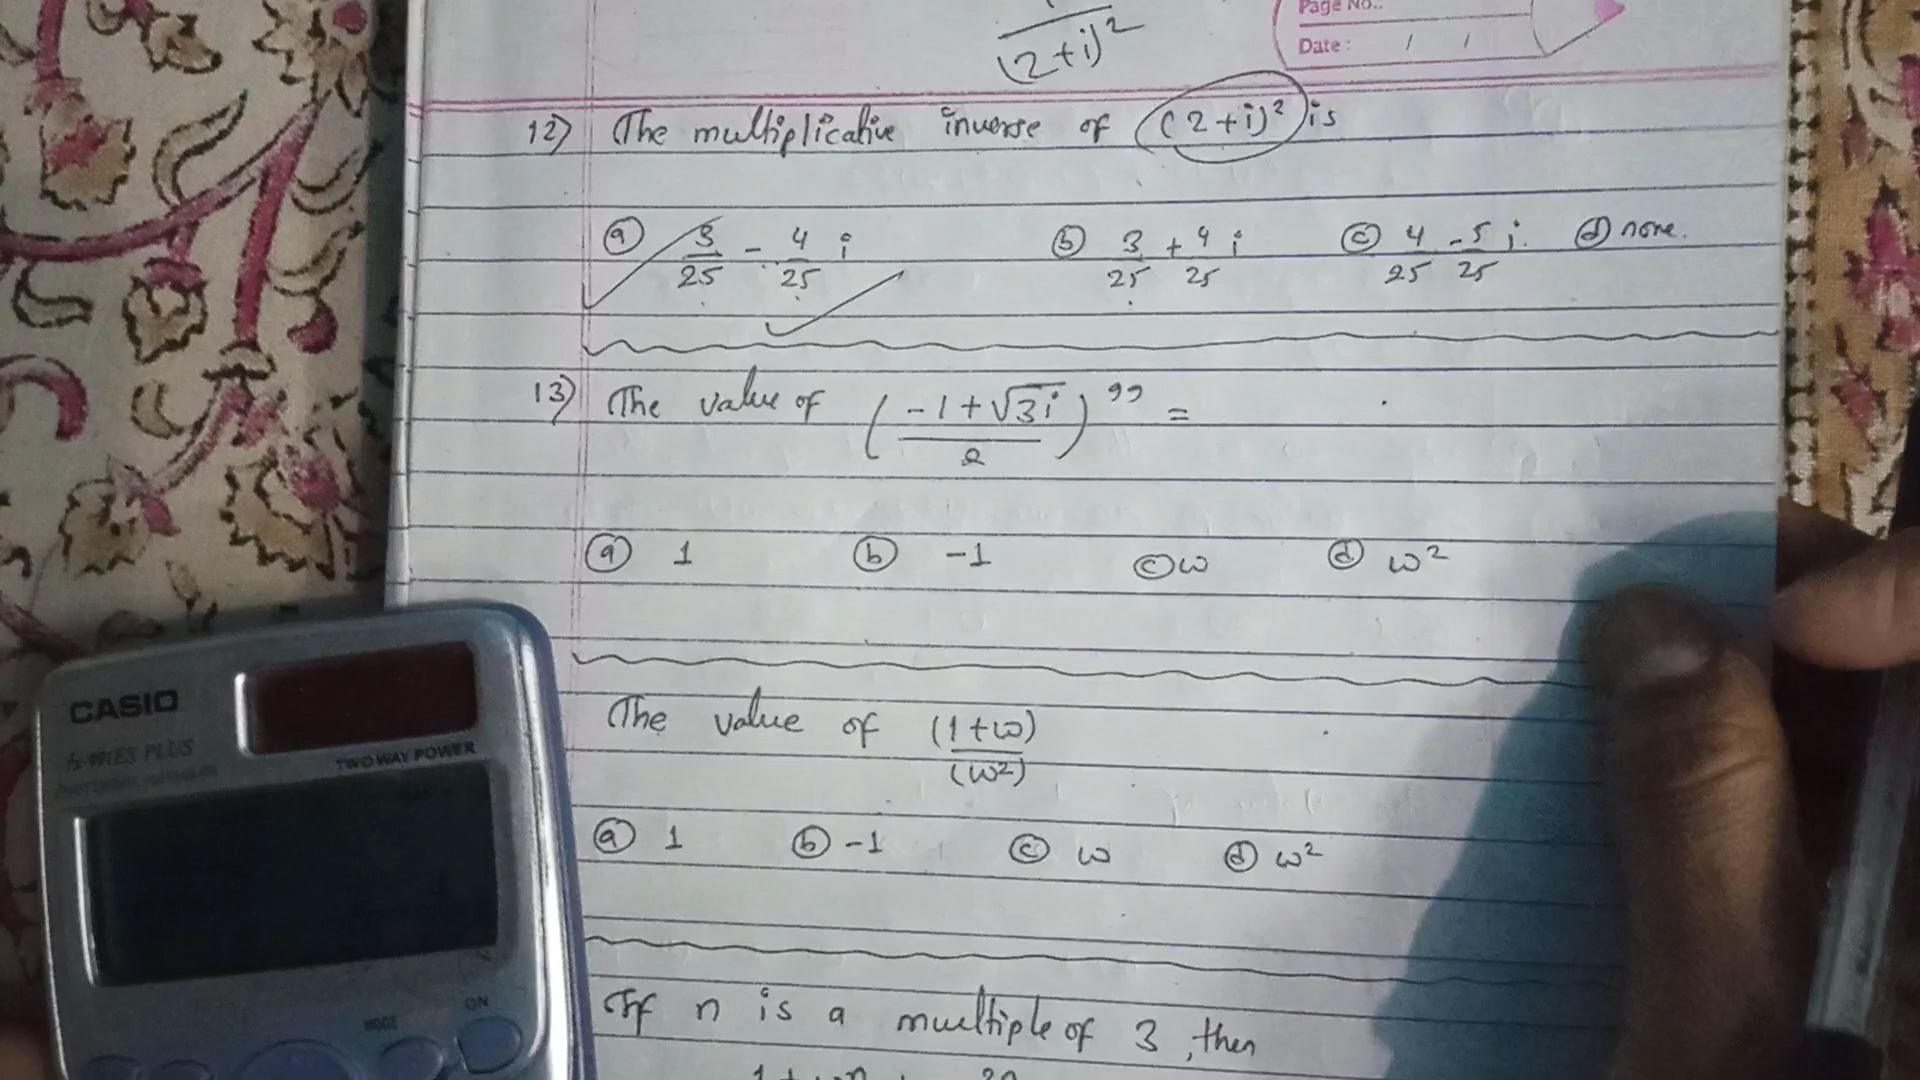 Page No.:
Date : / /
(2+i)²
12) The multiplicative inverse of (2+i)² is
(a) 3/25 - 4/25 i (b) 3/25 + 4/25 i (c) 4/25 - 5/25 i. (d) none.
13) The value of ((-1+√3i)/2)⁹⁹ =
(a) 1 (b) -1 (c) ω (d) ω²
The value of (1+ω)/(ω²)
(a) 1 (b) -1 (c) ω (d) ω²
If n is a multiple of 3, then
CASIO
TWO WAY POWER
MODE
ON